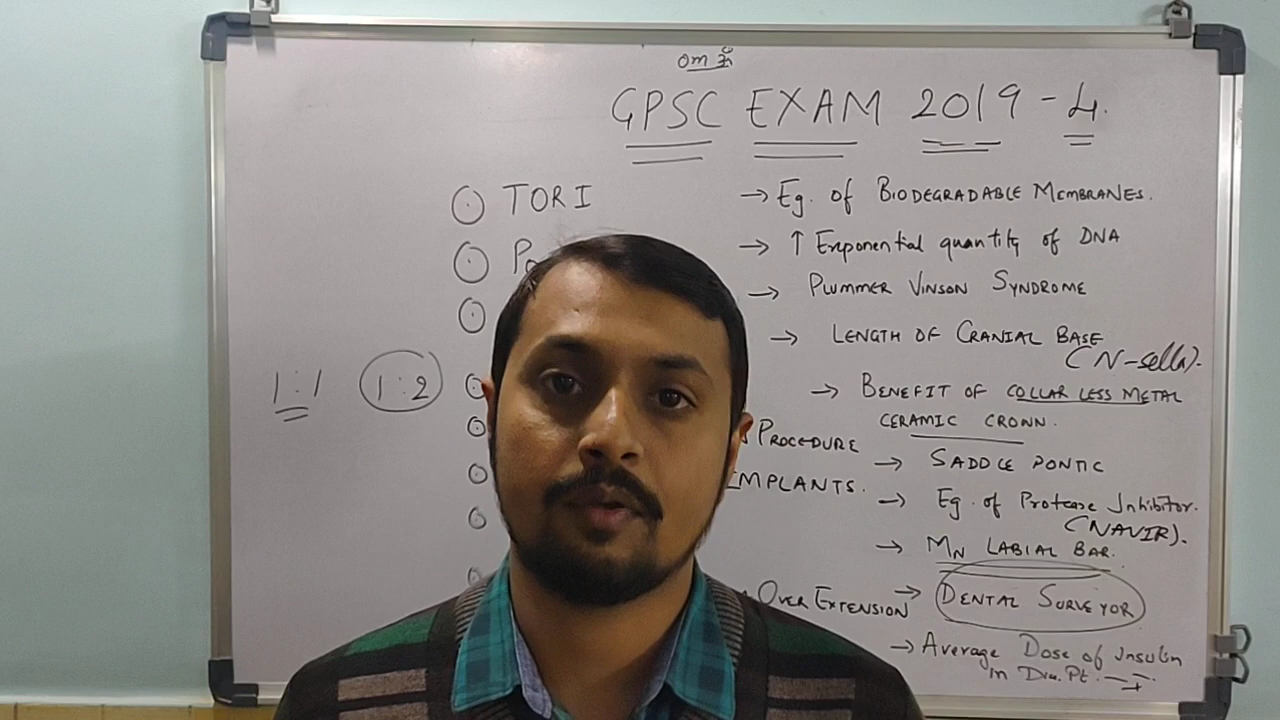 Om ॐ
GPSC EXAM 2019 - 4.
TORI
→ Eg. of BIODEGRADABLE MEMBRANES.
→ ↑ Exponential quantity of DNA
→ PLUMMER VINSON SYNDROME
→ LENGTH OF CRANIAL BASE
(N-sella).
1:1 1:2
→ BENEFIT OF COLLAR LESS METAL
CERAMIC CROWN.
PROCEDURE
→ SADDLE PONTIC
IMPLANTS.
→ Eg. of Protease Inhibitor.
(NAVIR).
→ MN LABIAL BAR.
OVER EXTENSION
→ DENTAL SURVEYOR
→ Average Dose of insulin
in Dia. Pt.